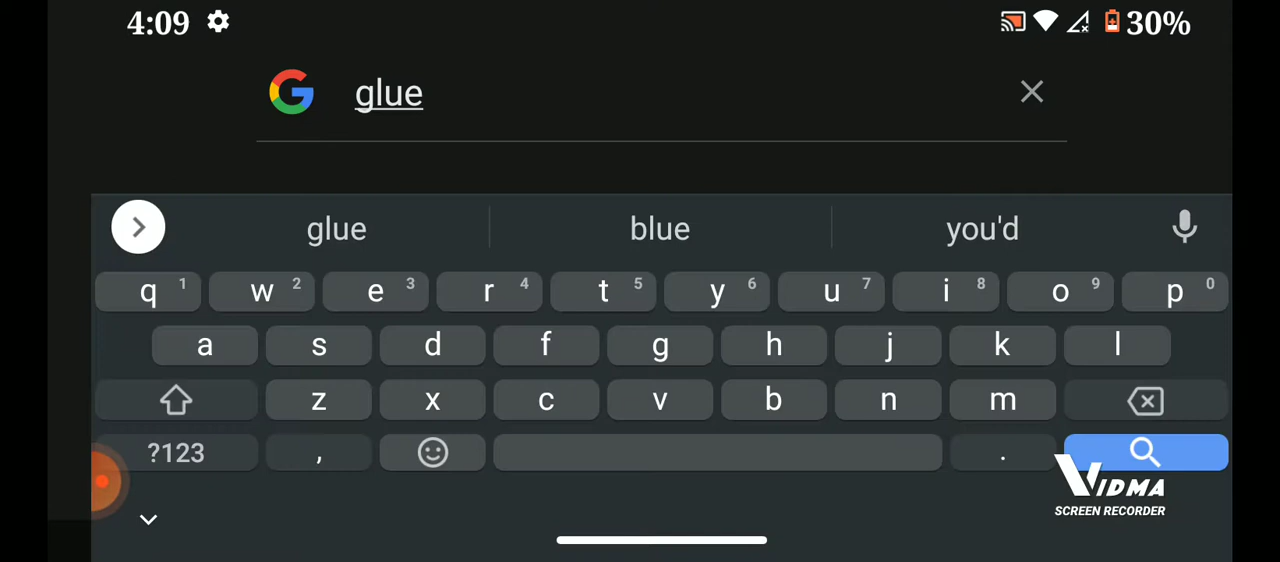 4:09 30%
glue
glue blue you'd
q 1 w 2 e 3 r 4 t 5 y 6 u 7 i 8 o 9 p 0
a s d f g h j k l
z x c v b n m
?123 , .
VIDMA
SCREEN RECORDER